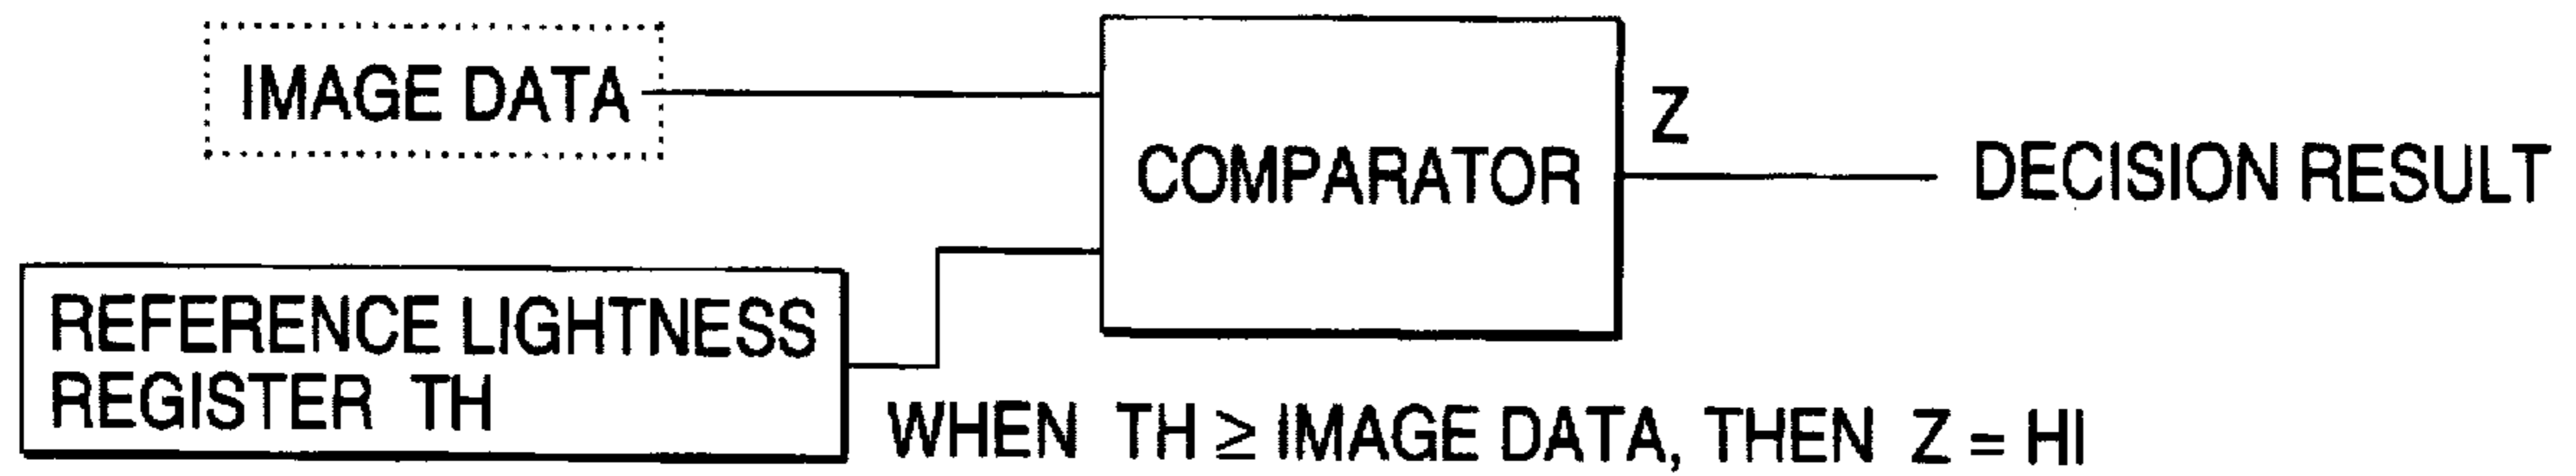 IMAGE DATA
COMPARATOR
Z
DECISION RESULT
REFERENCE LIGHTNESS
REGISTER TH
WHEN TH ≥ IMAGE DATA, THEN Z = HI